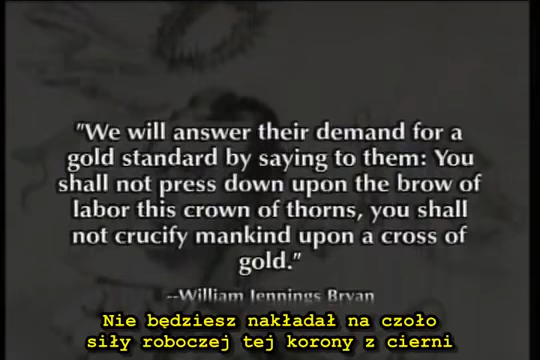 "We will answer their demand for a
gold standard by saying to them: You
shall not press down upon the brow of
labor this crown of thorns, you shall
not crucify mankind upon a cross of
gold."
--William Jennings Bryan
Nie będziesz nakładał na czoło
siły roboczej tej korony z cierni